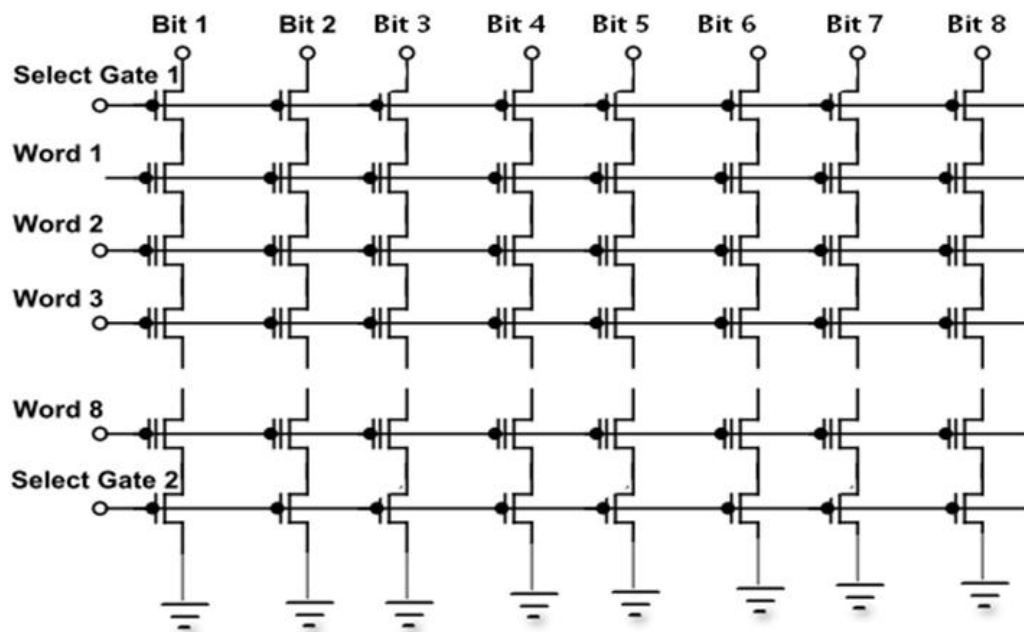 Bit 1 Bit 2 Bit 3 Bit 4 Bit 5 Bit 6 Bit 7 Bit 8
Select Gate 1
Word 1
Word 2
Word 3
Word 8
Select Gate 2